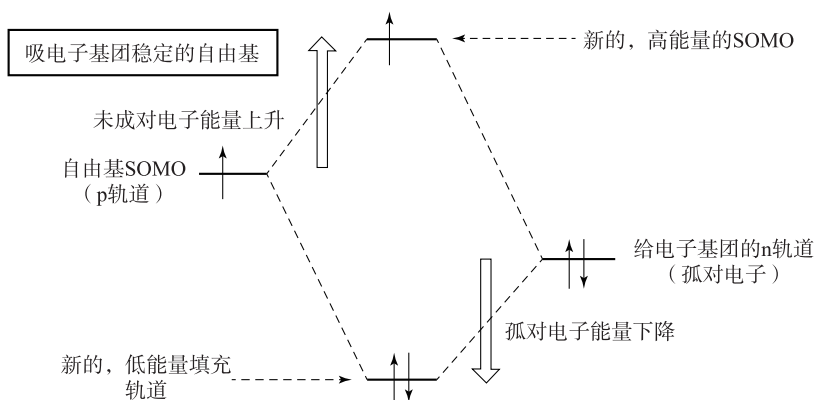 新的，高能量的SOMO
吸电子基团稳定的自由基
未成对电子能量上升
自由基SOMO
（p轨道）
给电子基团的n轨道
（孤对电子）
孤对电子能量下降
新的，低能量填充
轨道